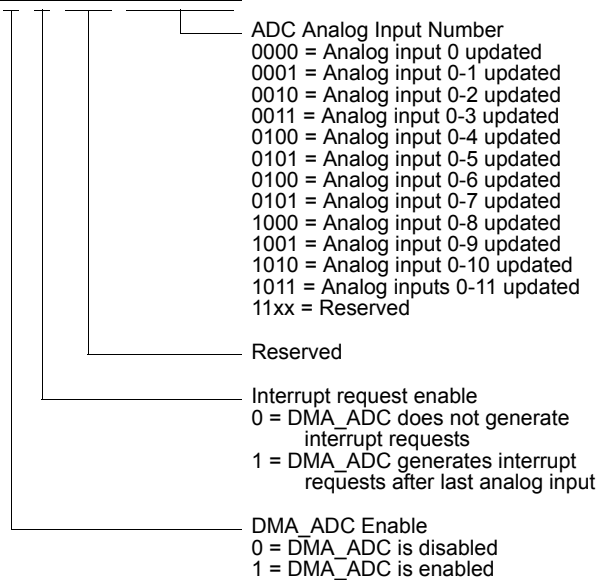 ADC Analog Input Number
0000 = Analog input 0 updated
0001 = Analog input 0-1 updated
0010 = Analog input 0-2 updated
0011 = Analog input 0-3 updated
0100 = Analog input 0-4 updated
0101 = Analog input 0-5 updated
0100 = Analog input 0-6 updated
0101 = Analog input 0-7 updated
1000 = Analog input 0-8 updated
1001 = Analog input 0-9 updated
1010 = Analog input 0-10 updated
1011 = Analog inputs 0-11 updated
11xx = Reserved
Reserved
Interrupt request enable
0 = DMA_ADC does not generate
interrupt requests
1 = DMA_ADC generates interrupt
requests after last analog input
DMA_ADC Enable
0 = DMA_ADC is disabled
1 = DMA_ADC is enabled